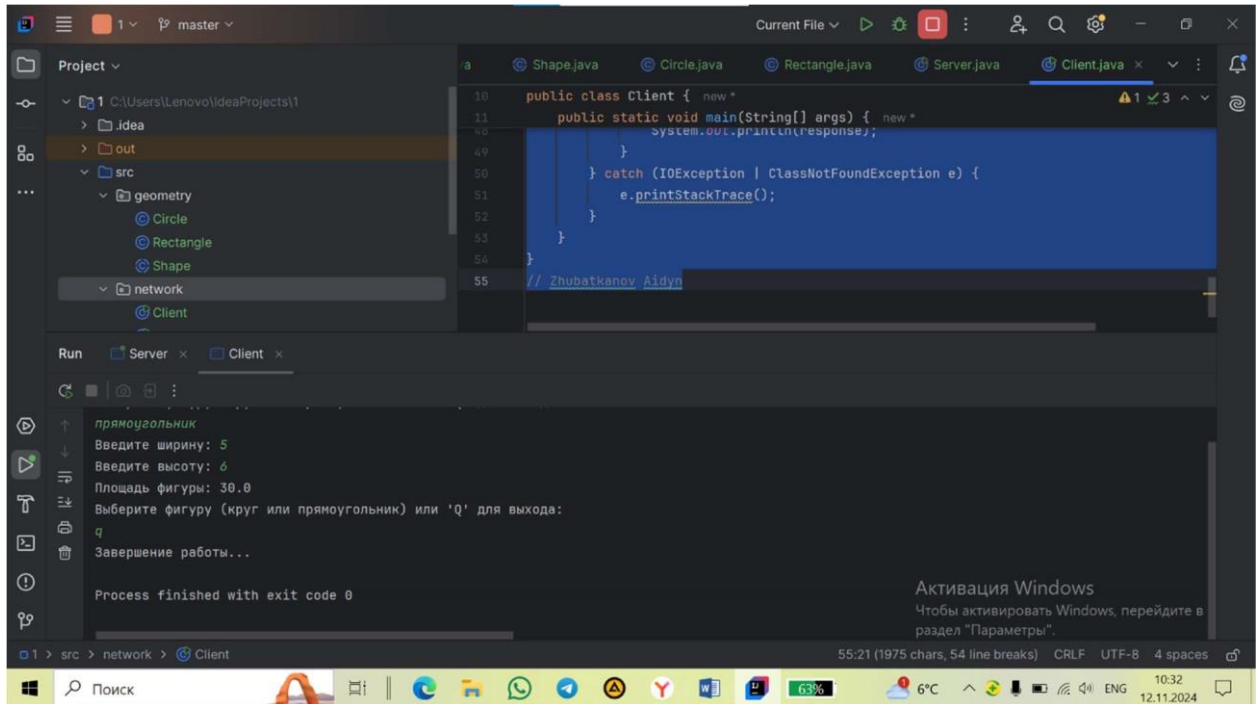 1 master Current File
Project
/a Shape.java Circle.java Rectangle.java Server.java Client.java
1 C:\Users\Lenovo\IdeaProjects\1
.idea
out
src
geometry
Circle
Rectangle
Shape
network
Client
10 public class Client { new *
1 3
11 public static void main(String[] args) { new *
48 System.out.println(response);
49 }
50 } catch (IOException | ClassNotFoundException e) {
51 e.printStackTrace();
52 }
53 }
54 }
55 // Zhubatkanov Aidyn
Run Server Client
прямоугольник
Введите ширину: 5
Введите высоту: 6
Площадь фигуры: 30.0
Выберите фигуру (круг или прямоугольник) или 'Q' для выхода:
q
Завершение работы...
Process finished with exit code 0
Активация Windows
Чтобы активировать Windows, перейдите в
раздел "Параметры".
1 > src > network > Client 55:21 (1975 chars, 54 line breaks) CRLF UTF-8 4 spaces
Поиск 63% 6°C ENG 10:32
12.11.2024